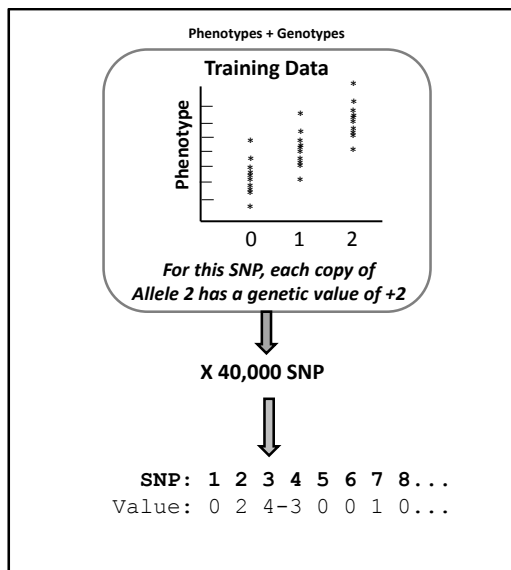 Phenotypes + Genotypes
Training Data
Phenotype
0 1 2
For this SNP, each copy of
Allele 2 has a genetic value of +2
X 40,000 SNP
SNP: 1 2 3 4 5 6 7 8...
Value: 0 2 4-3 0 0 1 0...